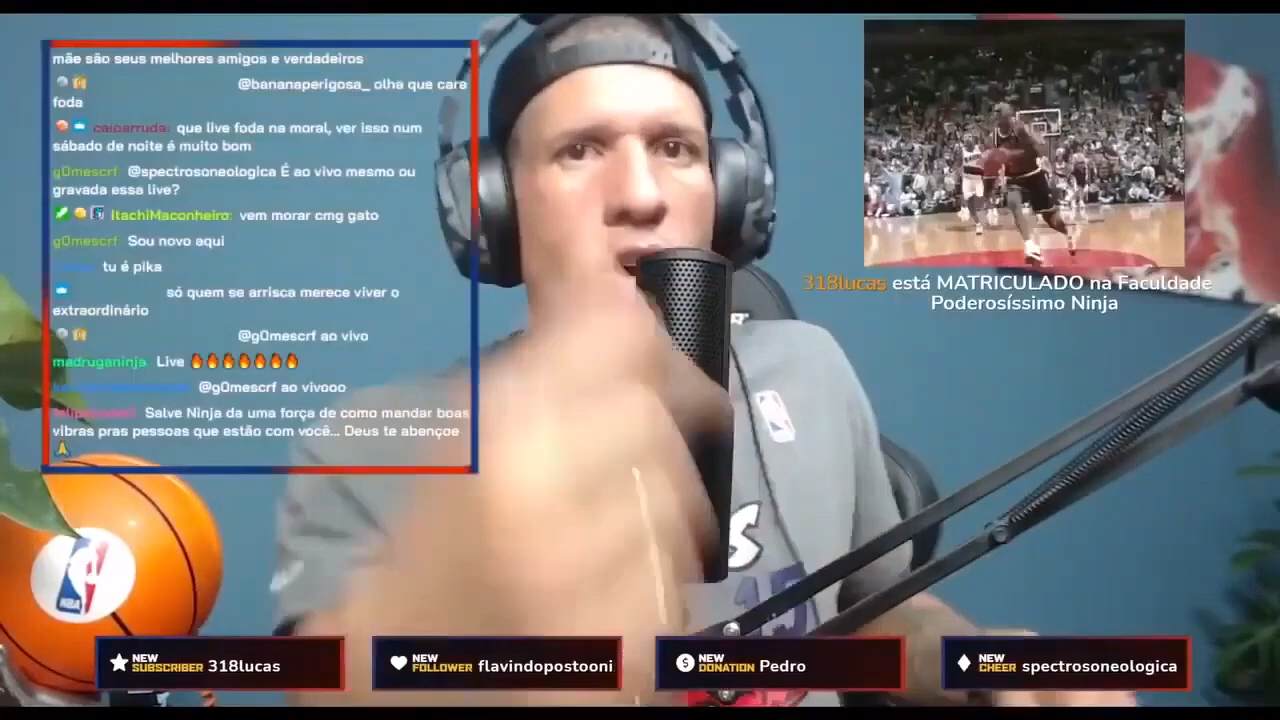 mãe são seus melhores amigos e verdadeiros
@bananaperigosa_ olha que cara
foda
caioarruda: que live foda na moral, ver isso num
sábado de noite é muito bom
g0mescrf @spectrosoneologica É ao vivo mesmo ou
gravada essa live?
ItachiMaconheiro: vem morar cmg gato
g0mescrf Sou novo aqui
tu é pika
só quem se arrisca merece viver o
extraordinário
@g0mescrf ao vivo
madruganinja Live
@g0mescrf ao vivooo
Salve Ninja da uma força de como mandar boas
vibras pras pessoas que estão com você... Deus te abençoe
318lucas está MATRICULADO na Faculdade
Poderosíssimo Ninja
NBA
15
NEW
SUBSCRIBER 318lucas
NEW
FOLLOWER flavindopostooni
NEW
DONATION Pedro
NEW
CHEER spectrosoneologica